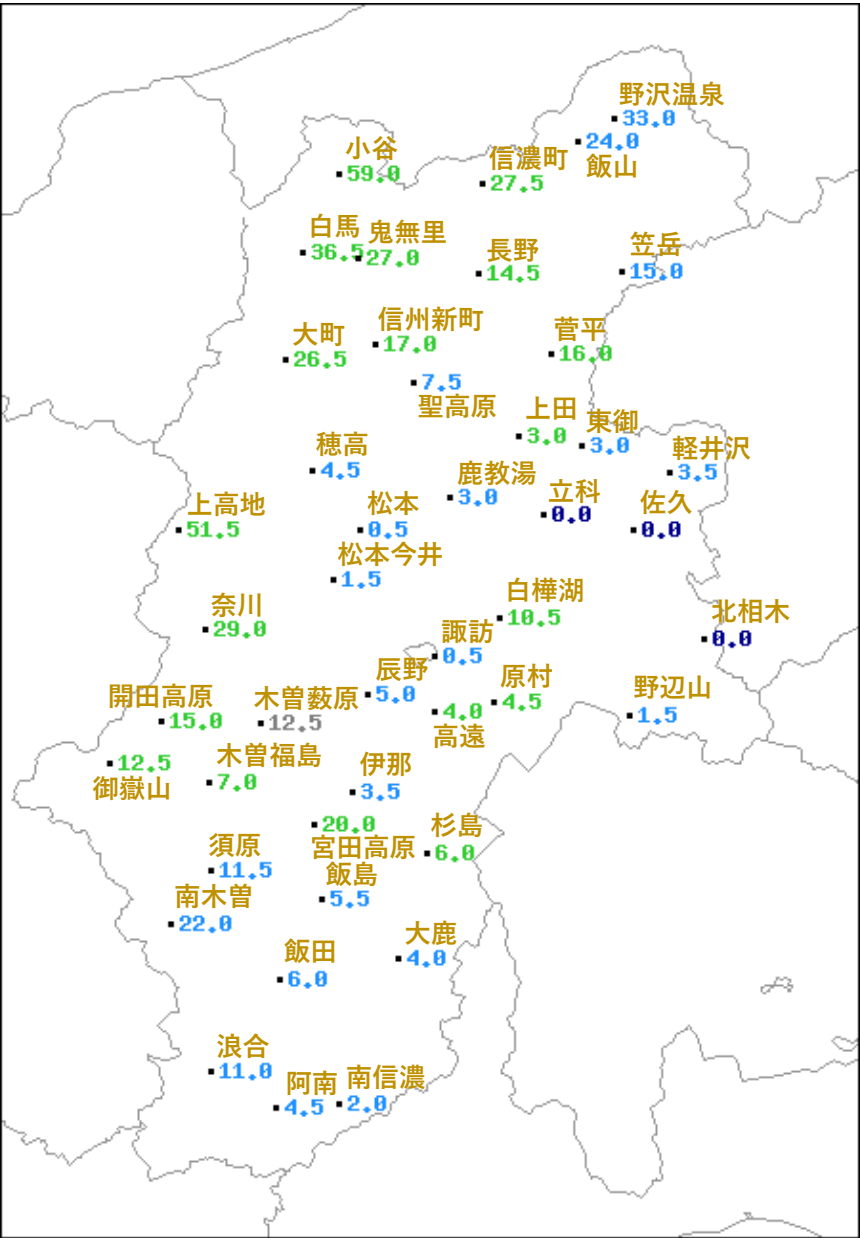 野沢温泉
33.0
24.0
飯山
小谷
59.0
信濃町
27.5
白馬
36.5
鬼無里
27.0
長野
14.5
笠岳
15.0
大町
26.5
信州新町
17.0
菅平
16.0
7.5
聖高原
上田
3.0
東御
3.0
穂高
4.5
鹿教湯
3.0
軽井沢
3.5
上高地
51.5
松本
0.5
立科
0.0
佐久
0.0
松本今井
1.5
奈川
29.0
白樺湖
10.5
北相木
0.0
諏訪
0.5
辰野
5.0
原村
4.5
野辺山
1.5
開田高原
15.0
木曽薮原
12.5
4.0
高遠
12.5
御嶽山
木曽福島
7.0
伊那
3.5
20.0
宮田高原
杉島
6.0
須原
11.5
飯島
5.5
南木曽
22.0
飯田
6.0
大鹿
4.0
浪合
11.0
阿南
4.5
南信濃
2.0